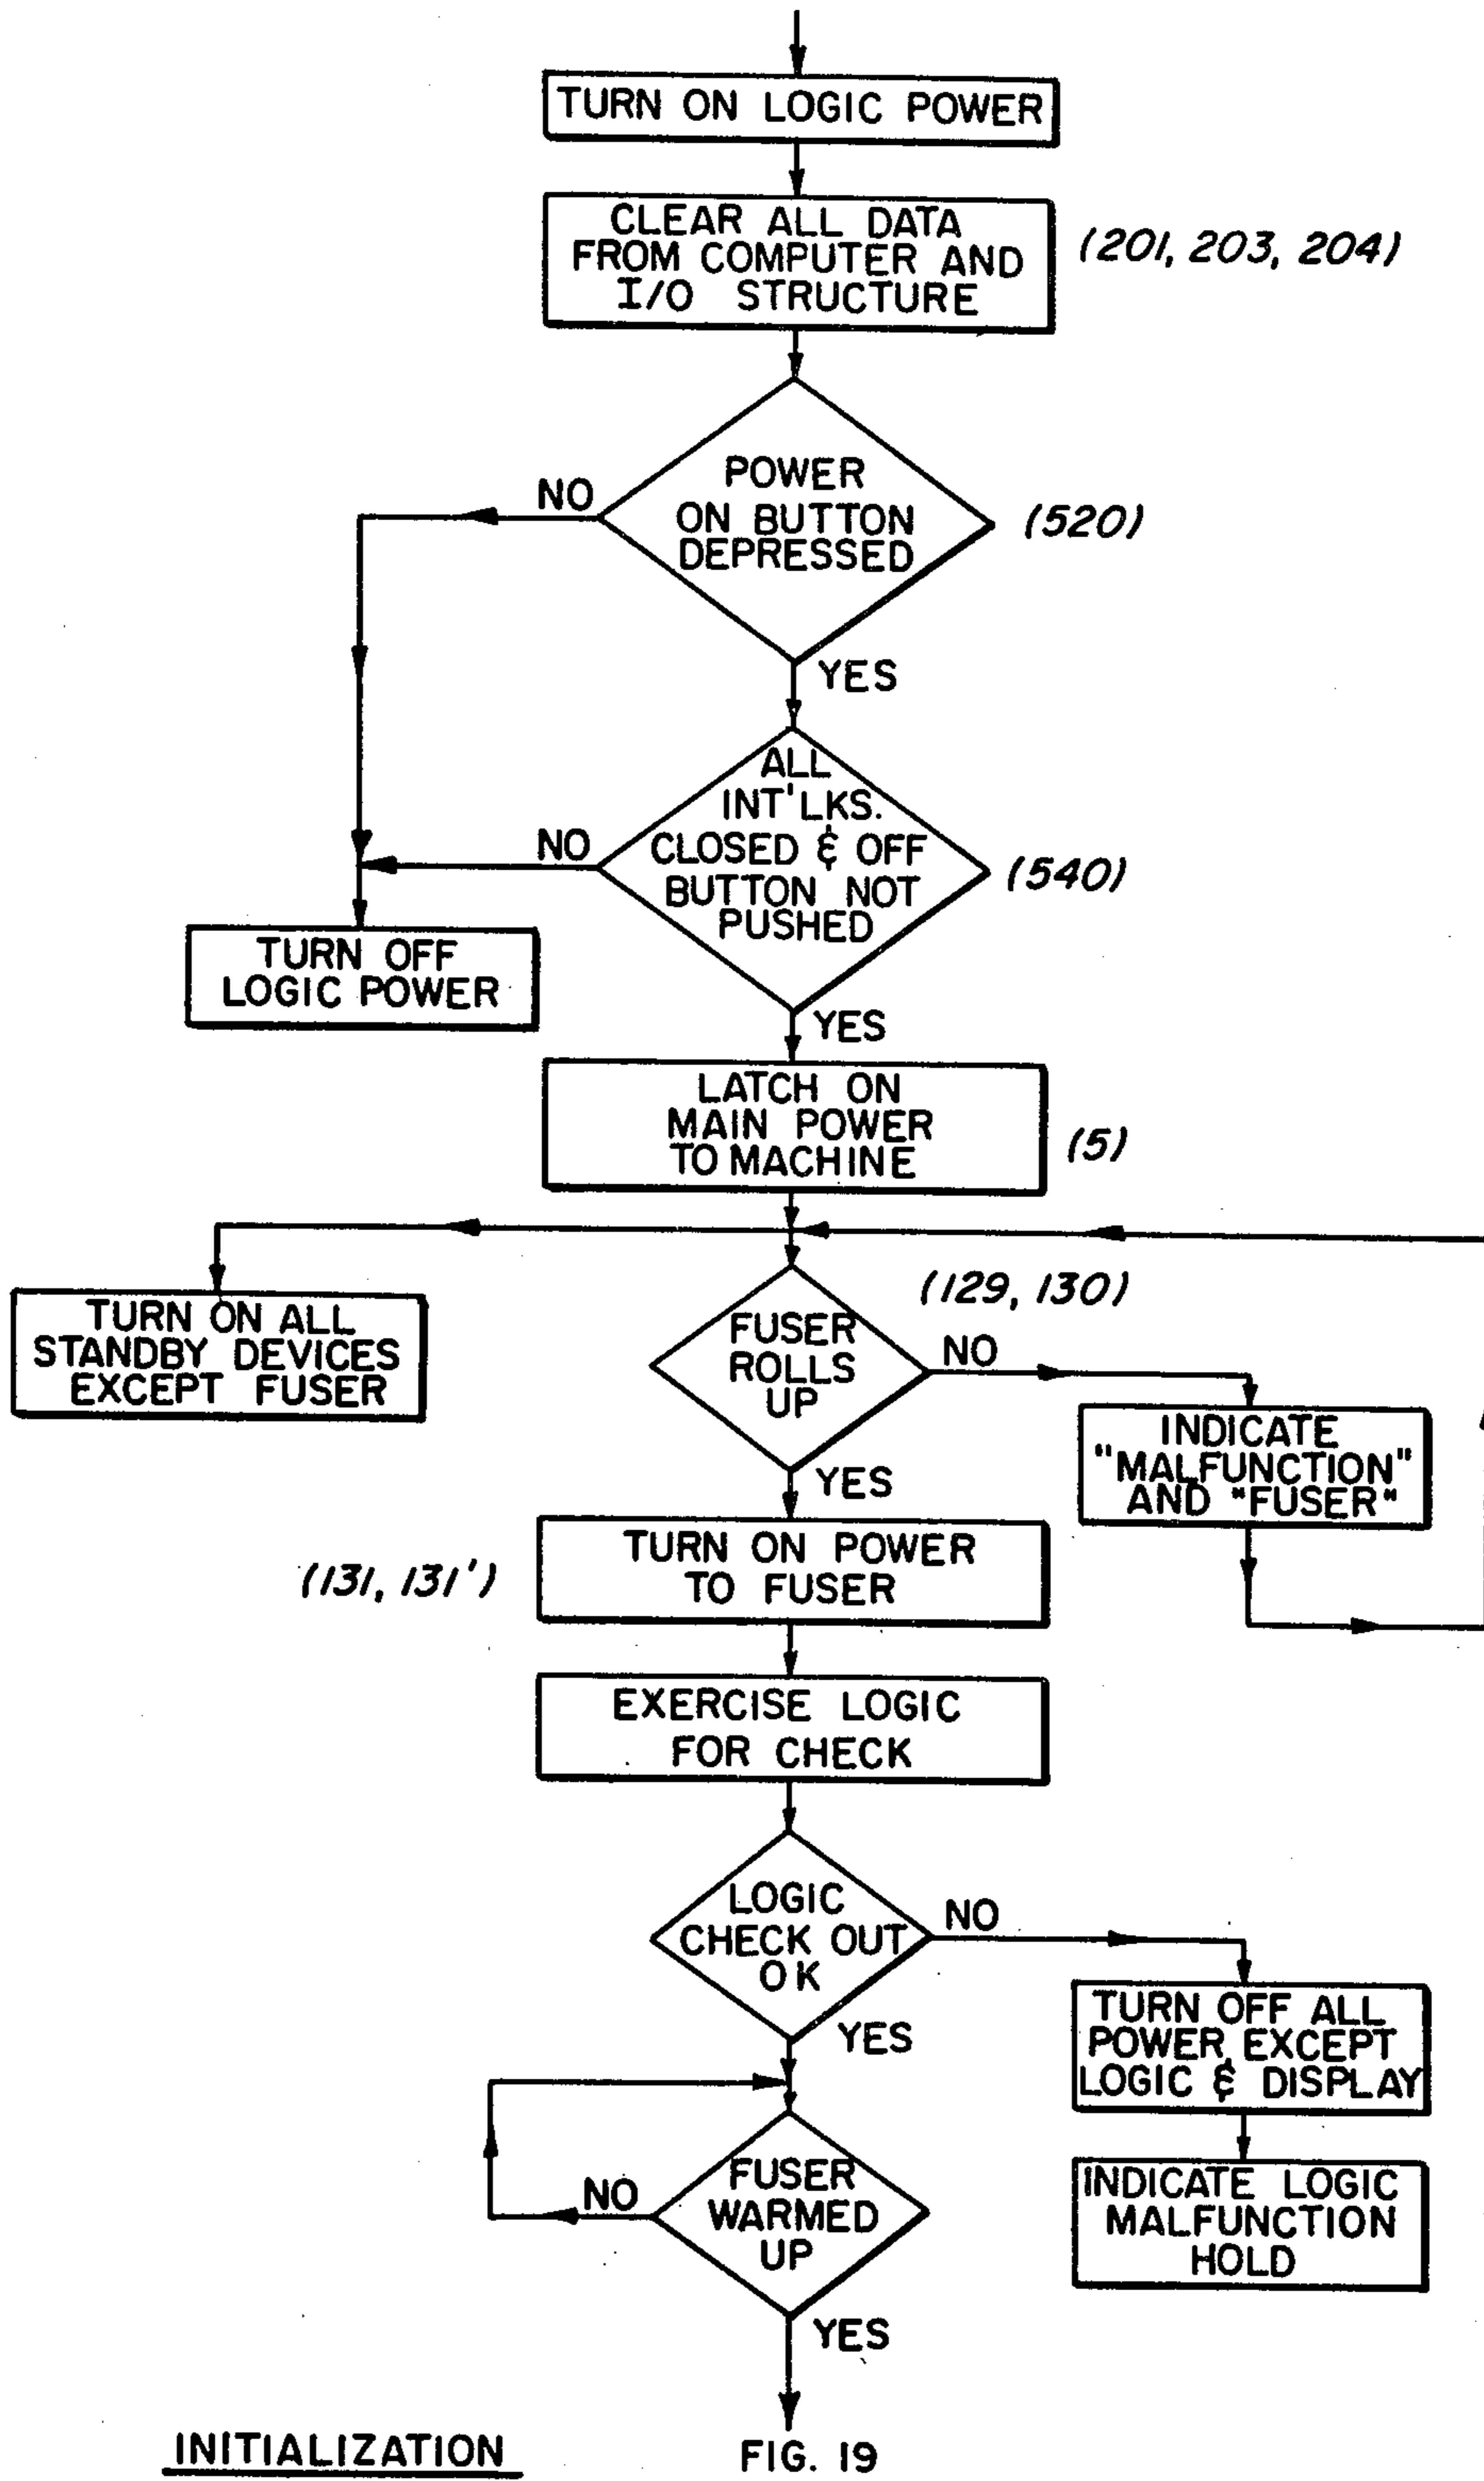 TURN ON LOGIC POWER
CLEAR ALL DATA
FROM COMPUTER AND
I/O STRUCTURE
(201, 203, 204)
POWER
ON BUTTON
DEPRESSED
NO
(520)
YES
ALL
INT'LKS.
CLOSED & OFF
BUTTON NOT
PUSHED
NO
(540)
TURN OFF
LOGIC POWER
YES
LATCH ON
MAIN POWER
TO MACHINE
(5)
TURN ON ALL
STANDBY DEVICES
EXCEPT FUSER
(129, 130)
FUSER
ROLLS
UP
NO
INDICATE
"MALFUNCTION"
AND "FUSER"
YES
TURN ON POWER
TO FUSER
(131, 131')
EXERCISE LOGIC
FOR CHECK
LOGIC
CHECK OUT
OK
NO
TURN OFF ALL
POWER EXCEPT
LOGIC & DISPLAY
YES
INDICATE LOGIC
MALFUNCTION
HOLD
FUSER
WARMED
UP
NO
YES
INITIALIZATION
FIG. 19